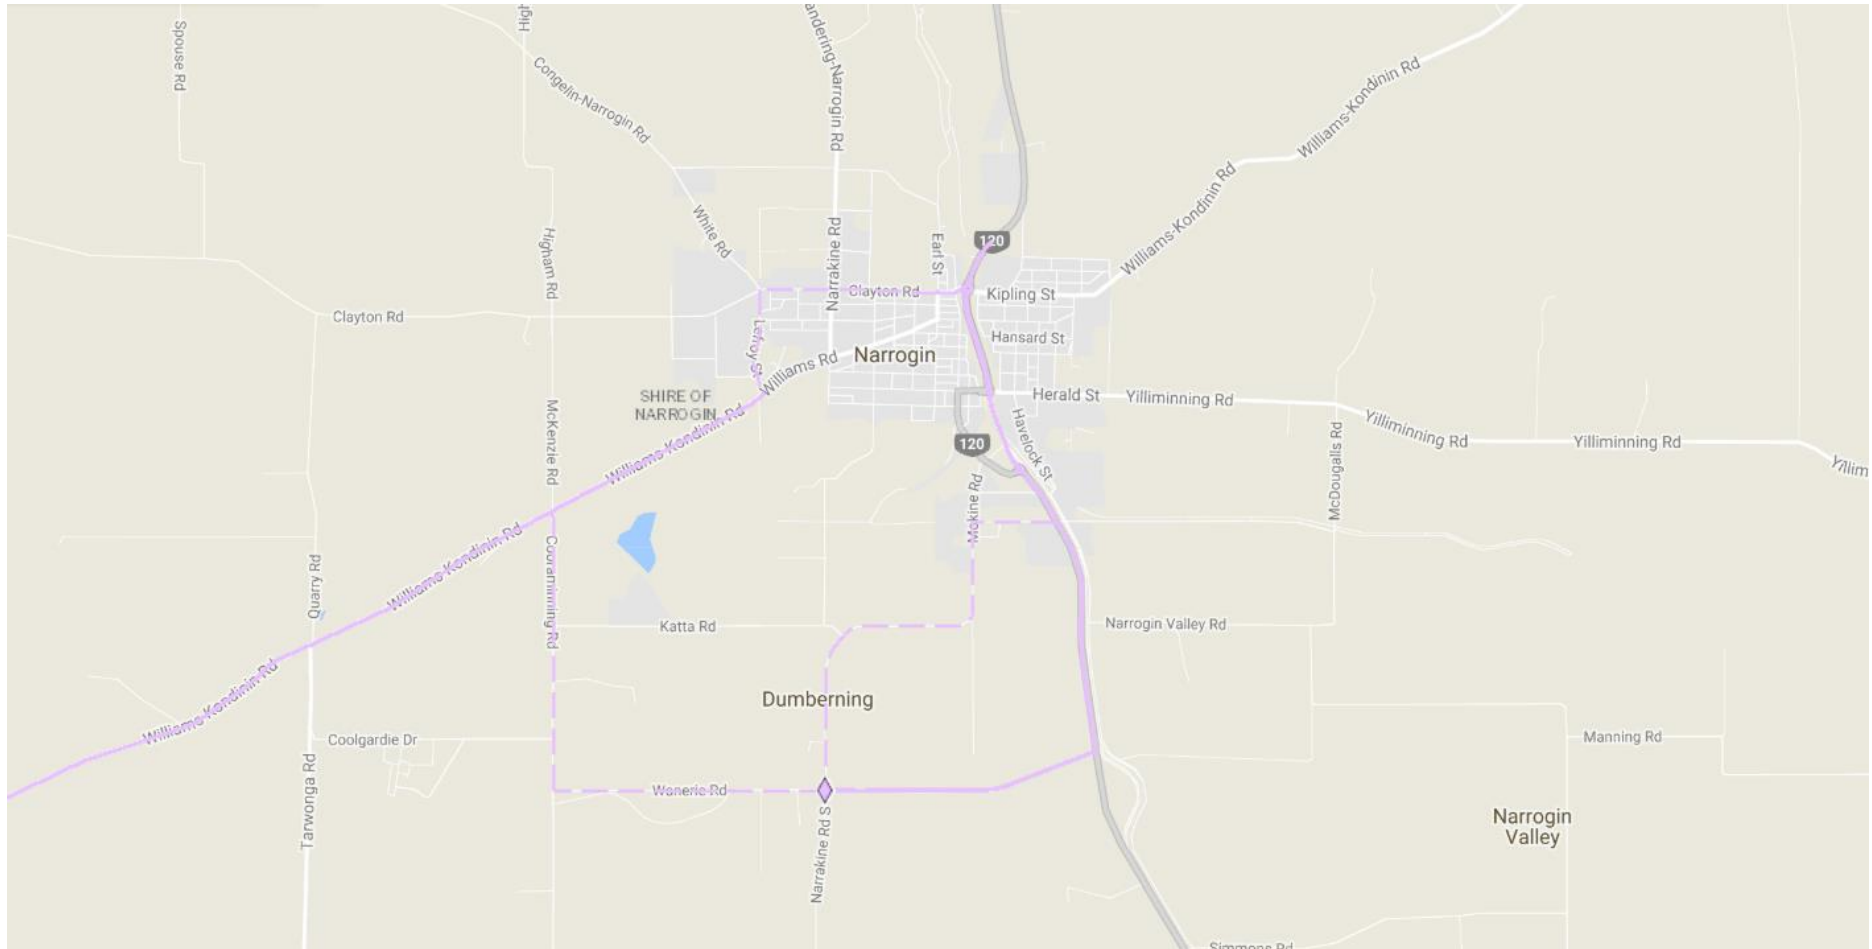 Spouse Rd
High
Congelin-Narrogin Rd
andering-Narrogin Rd
Williams-Kondinin Rd
Williams-Kondinin Rd
White Rd
Narrakine Rd
Earl St
120
Higham Rd
Clayton Rd
Kipling St
Clayton Rd
Lefroy St
Hansard St
Narrogin
Williams Rd
SHIRE OF
NARROGIN
Herald St
Yilliminning Rd
Yilliminning Rd
Yilliminning Rd
Yillim
McKenzie Rd
Williams-Kondinin Rd
Havelock St
120
McDougalls Rd
Mokine Rd
Williams-Kondinin Rd
Cooraminning Rd
Quarry Rd
Katta Rd
Narrogin Valley Rd
Williams-Kondinin Rd
Dumberning
Coolgardie Dr
Manning Rd
Tarwonga Rd
Wanerie Rd
Narrakine Rd S
Narrogin
Valley
Simmons Rd